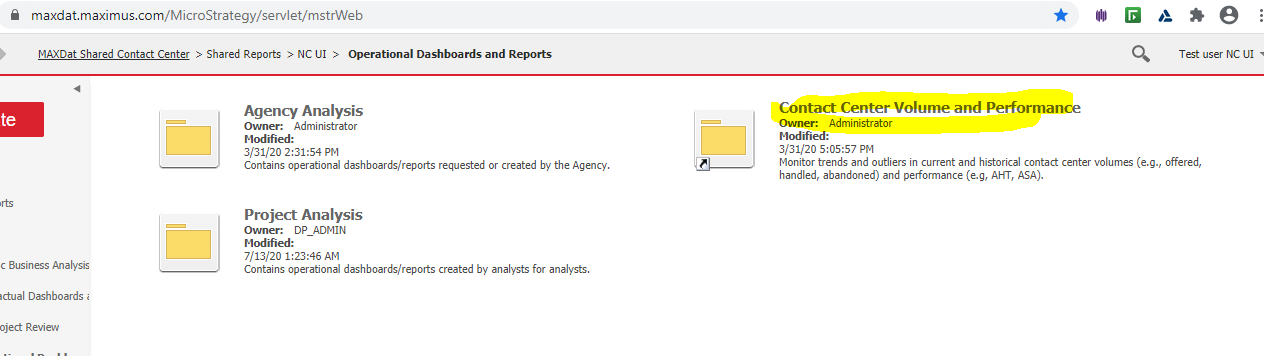 maxdat.maximus.com/MicroStrategy/servlet/mstrWeb
MAXDat Shared Contact Center > Shared Reports > NC UI > Operational Dashboards and Reports
Test user NC UI
te
rts
c Business Analysis
actual Dashboards a
oject Review
Agency Analysis
Owner: Administrator
Modified:
3/31/20 2:31:54 PM
Contains operational dashboards/reports requested or created by the Agency.
Contact Center Volume and Performance
Owner: Administrator
Modified:
3/31/20 5:05:57 PM
Monitor trends and outliers in current and historical contact center volumes (e.g., offered,
handled, abandoned) and performance (e.g, AHT, ASA).
Project Analysis
Owner: DP_ADMIN
Modified:
7/13/20 1:23:46 AM
Contains operational dashboards/reports created by analysts for analysts.